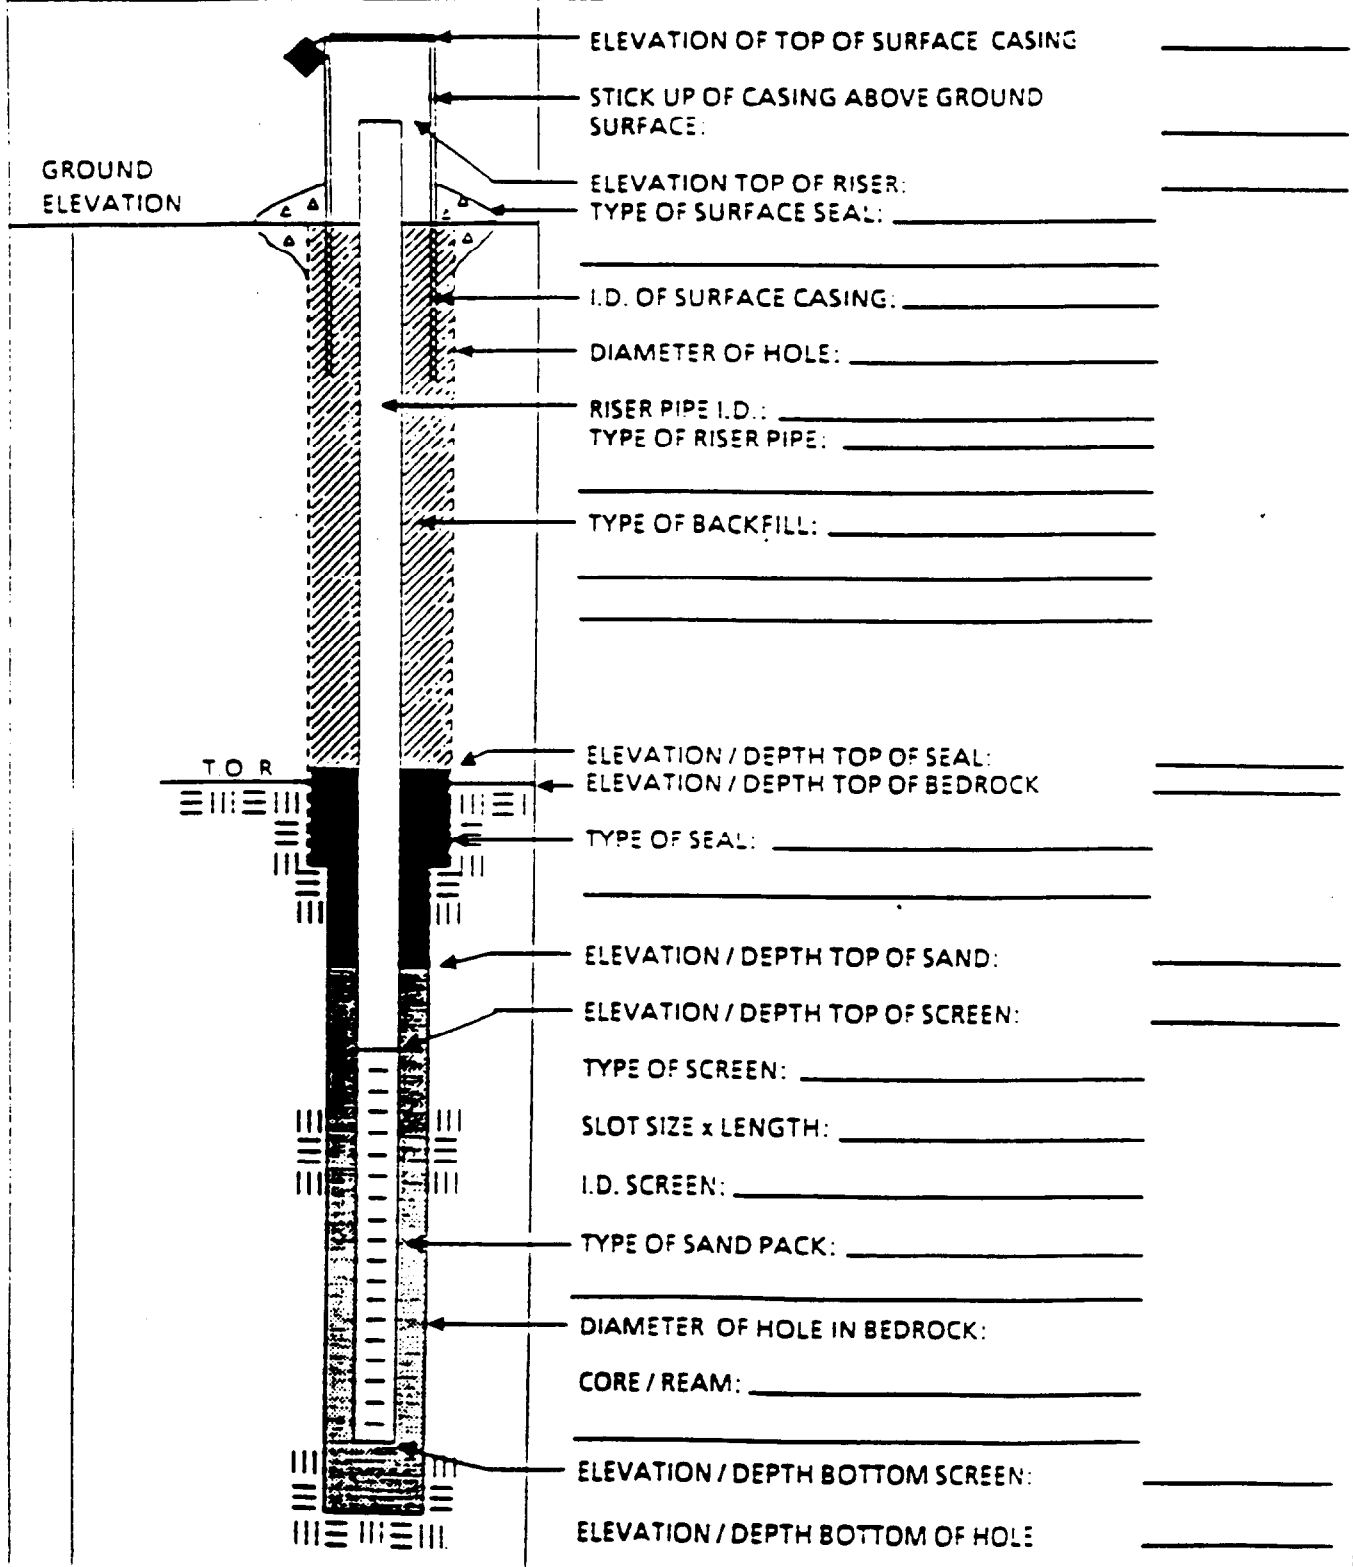 ELEVATION OF TOP OF SURFACE CASING
STICK UP OF CASING ABOVE GROUND
SURFACE:
GROUND
ELEVATION
ELEVATION TOP OF RISER:
TYPE OF SURFACE SEAL:
I.D. OF SURFACE CASING:
DIAMETER OF HOLE:
RISER PIPE I.D.:
TYPE OF RISER PIPE:
TYPE OF BACKFILL:
ELEVATION / DEPTH TOP OF SEAL:
T.O.R.
ELEVATION / DEPTH TOP OF BEDROCK
TYPE OF SEAL:
ELEVATION / DEPTH TOP OF SAND:
ELEVATION / DEPTH TOP OF SCREEN:
TYPE OF SCREEN:
SLOT SIZE x LENGTH:
I.D. SCREEN:
TYPE OF SAND PACK:
DIAMETER OF HOLE IN BEDROCK:
CORE / REAM:
ELEVATION / DEPTH BOTTOM SCREEN:
ELEVATION / DEPTH BOTTOM OF HOLE